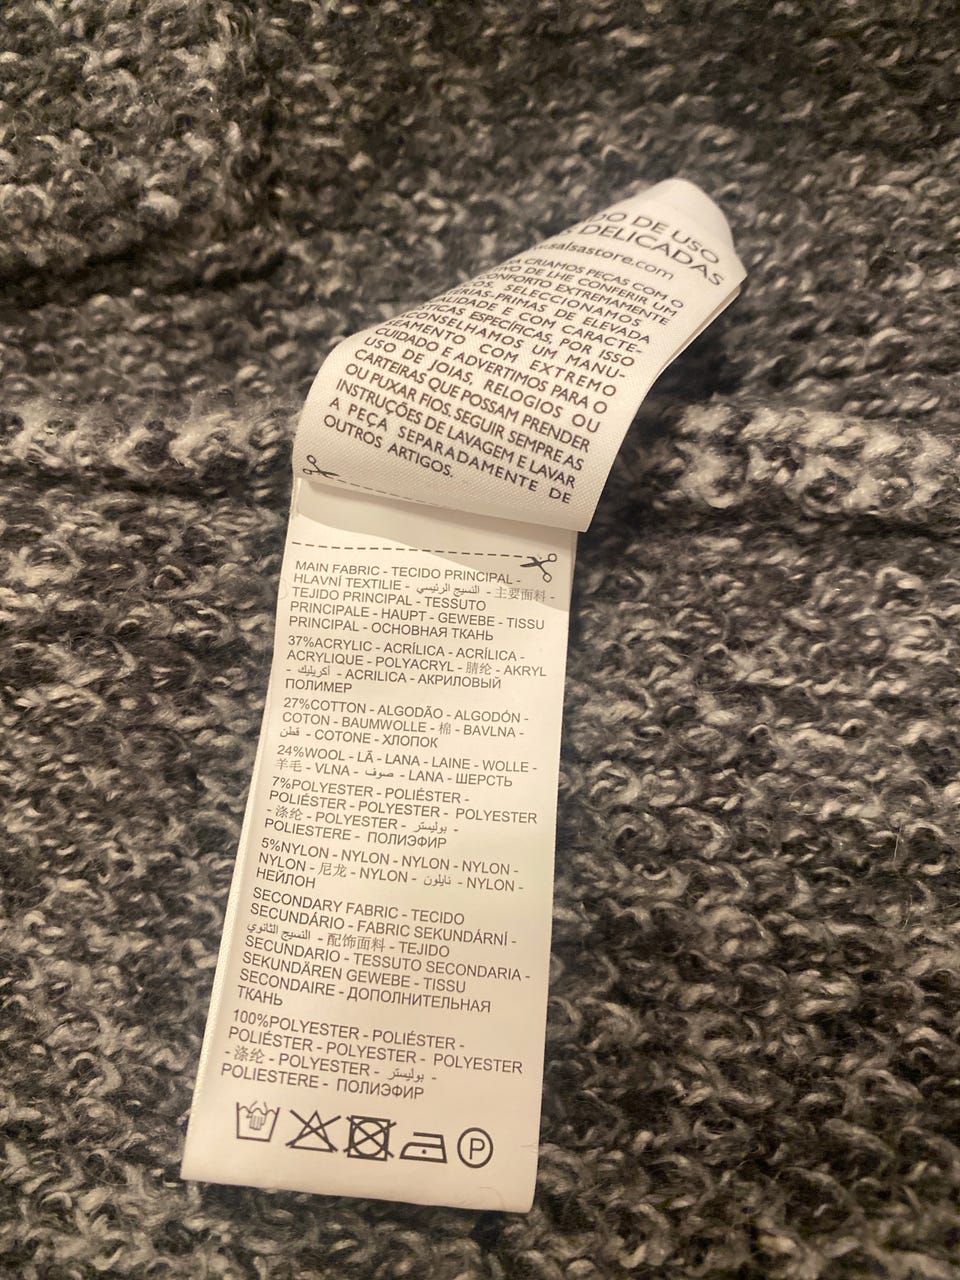 DO DE USO
DELICADAS
salsastore.com
CRIAMOS PEÇAS COM O
DE LHE CONFERIR UM
CONFORTO EXTREMAMENTE
SELECCIONAMOS
DE ELEVADA
E COM CARACTE-
ESPECÍFICAS, POR ISSO
UM MANU-
SEAMENTO COM EXTREMO
CUIDADO E ADVERTIMOS PARA O
USO DE JOIAS, RELOGIOS OU
CARTEIRAS QUE POSSAM PRENDER
OU PUXAR FIOS. SEGUIR SEMPRE AS
INSTRUÇÕES DE LAVAGEM E LAVAR
A PEÇA SEPARADAMENTE DE
OUTROS ARTIGOS.
MAIN FABRIC - TECIDO PRINCIPAL -
HLAVNÍ TEXTILIE - النسيج الرئيسي - 主要面料 -
TEJIDO PRINCIPAL - TESSUTO
PRINCIPALE - HAUPT - GEWEBE - TISSU
PRINCIPAL - ОСНОВНАЯ ТКАНЬ
37%ACRYLIC - ACRÍLICA - ACRÍLICA -
ACRYLIQUE - POLYACRYL - 腈纶 - AKRYL
- أكريليك - ACRILICA - АКРИЛОВЫЙ
ПОЛИМЕР
27%COTTON - ALGODÃO - ALGODÓN -
COTON - BAUMWOLLE - 棉 - BAVLNA -
قطن - COTONE - ХЛОПОК
24%WOOL - LÃ - LANA - LAINE - WOLLE -
羊毛 - VLNA - صوف - LANA - ШЕРСТЬ
7%POLYESTER - POLIÉSTER -
POLIÉSTER - POLYESTER - POLYESTER
- 涤纶 - POLYESTER - بوليستر -
POLIESTERE - ПОЛИЭФИР
5%NYLON - NYLON - NYLON - NYLON -
NYLON - 尼龙 - NYLON - نايلون - NYLON -
НЕЙЛОН
SECONDARY FABRIC - TECIDO
SECUNDÁRIO - FABRIC SEKUNDÁRNÍ -
النسيج الثانوي - 配饰面料 - TEJIDO
SECUNDARIO - TESSUTO SECONDARIA -
SEKUNDÄREN GEWEBE - TISSU
SECONDAIRE - ДОПОЛНИТЕЛЬНАЯ
ТКАНЬ
100%POLYESTER - POLIÉSTER -
POLIÉSTER - POLYESTER - POLYESTER
- 涤纶 - POLYESTER - بوليستر -
POLIESTERE - ПОЛИЭФИР
P